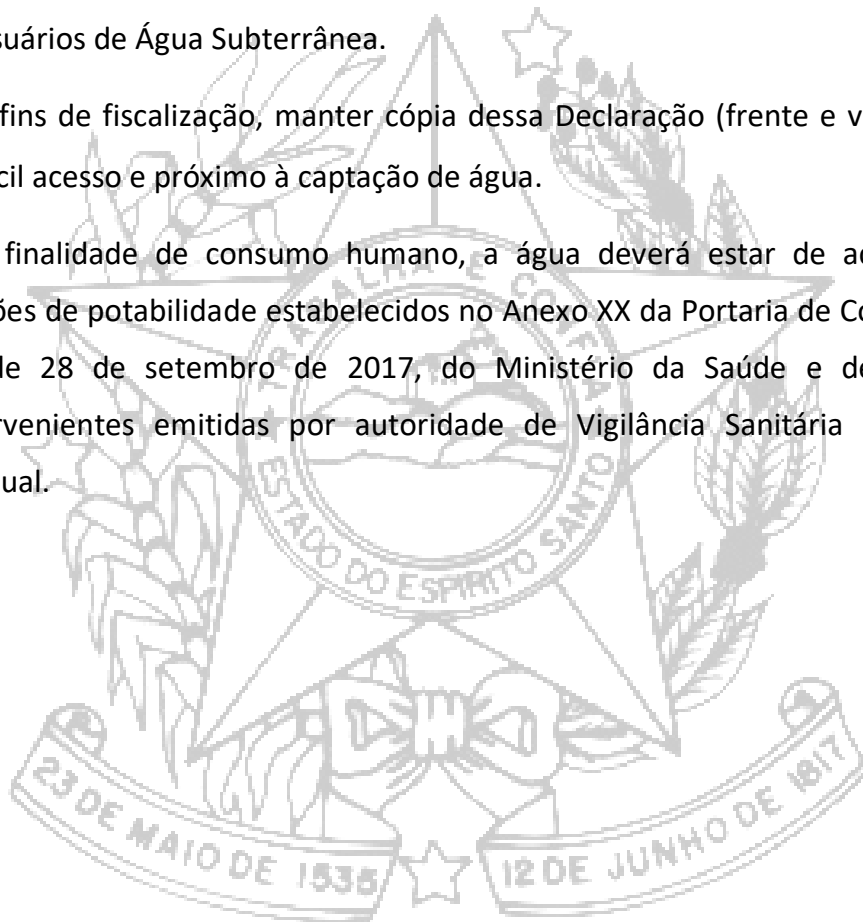 suários de Água Subterrânea.
fins de fiscalização, manter cópia dessa Declaração (frente e v
cil acesso e próximo à captação de água.
finalidade de consumo humano, a água deverá estar de ac
ões de potabilidade estabelecidos no Anexo XX da Portaria de Co
de 28 de setembro de 2017, do Ministério da Saúde e de
rvenientes emitidas por autoridade de Vigilância Sanitária
ual.
TRABALHA E CONFIA
ESTADO DO ESPIRITO SANTO
23 DE MAIO DE 1535
12 DE JUNHO DE 1817